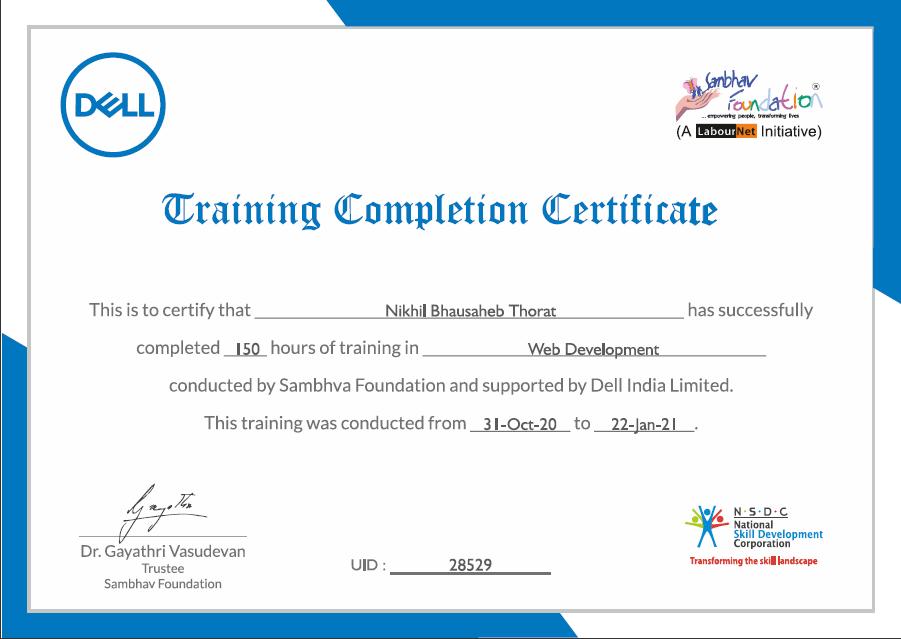 DELL
Sambhav
Foundation®
...empowering people, transforming lives
(A LabourNet Initiative)
Training Completion Certificate
This is to certify that Nikhil Bhausaheb Thorat has successfully
completed 150 hours of training in Web Development
conducted by Sambhva Foundation and supported by Dell India Limited.
This training was conducted from 31-Oct-20 to 22-Jan-21.
Dr. Gayathri Vasudevan
Trustee
Sambhav Foundation
UID : 28529
N·S·D·C
National
Skill Development
Corporation
Transforming the skill landscape